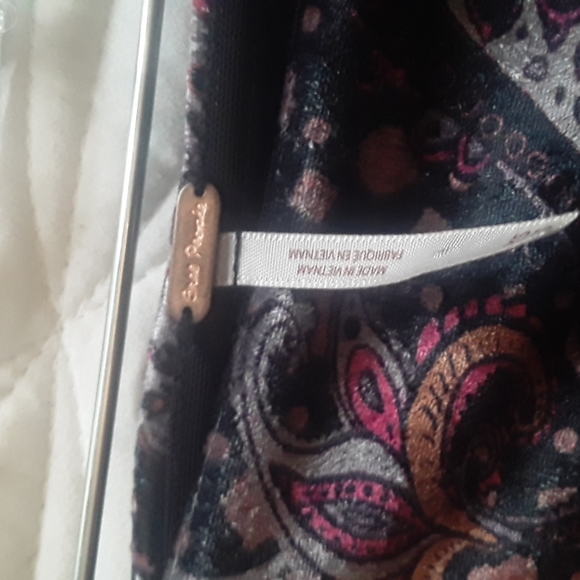 Free People
MADE IN VIETNAM
FABRIQUÉ EN VIETNAM